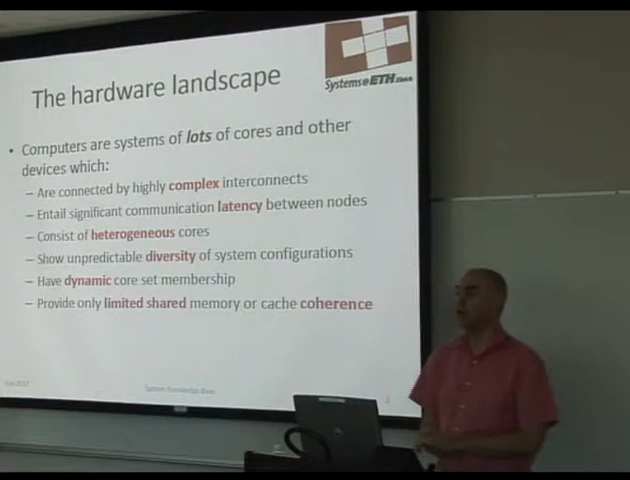 The hardware landscape
Systems@ETH Zürich
• Computers are systems of lots of cores and other
devices which:
– Are connected by highly complex interconnects
– Entail significant communication latency between nodes
– Consist of heterogeneous cores
– Show unpredictable diversity of system configurations
– Have dynamic core set membership
– Provide only limited shared memory or cache coherence
System Knowledge Base
2